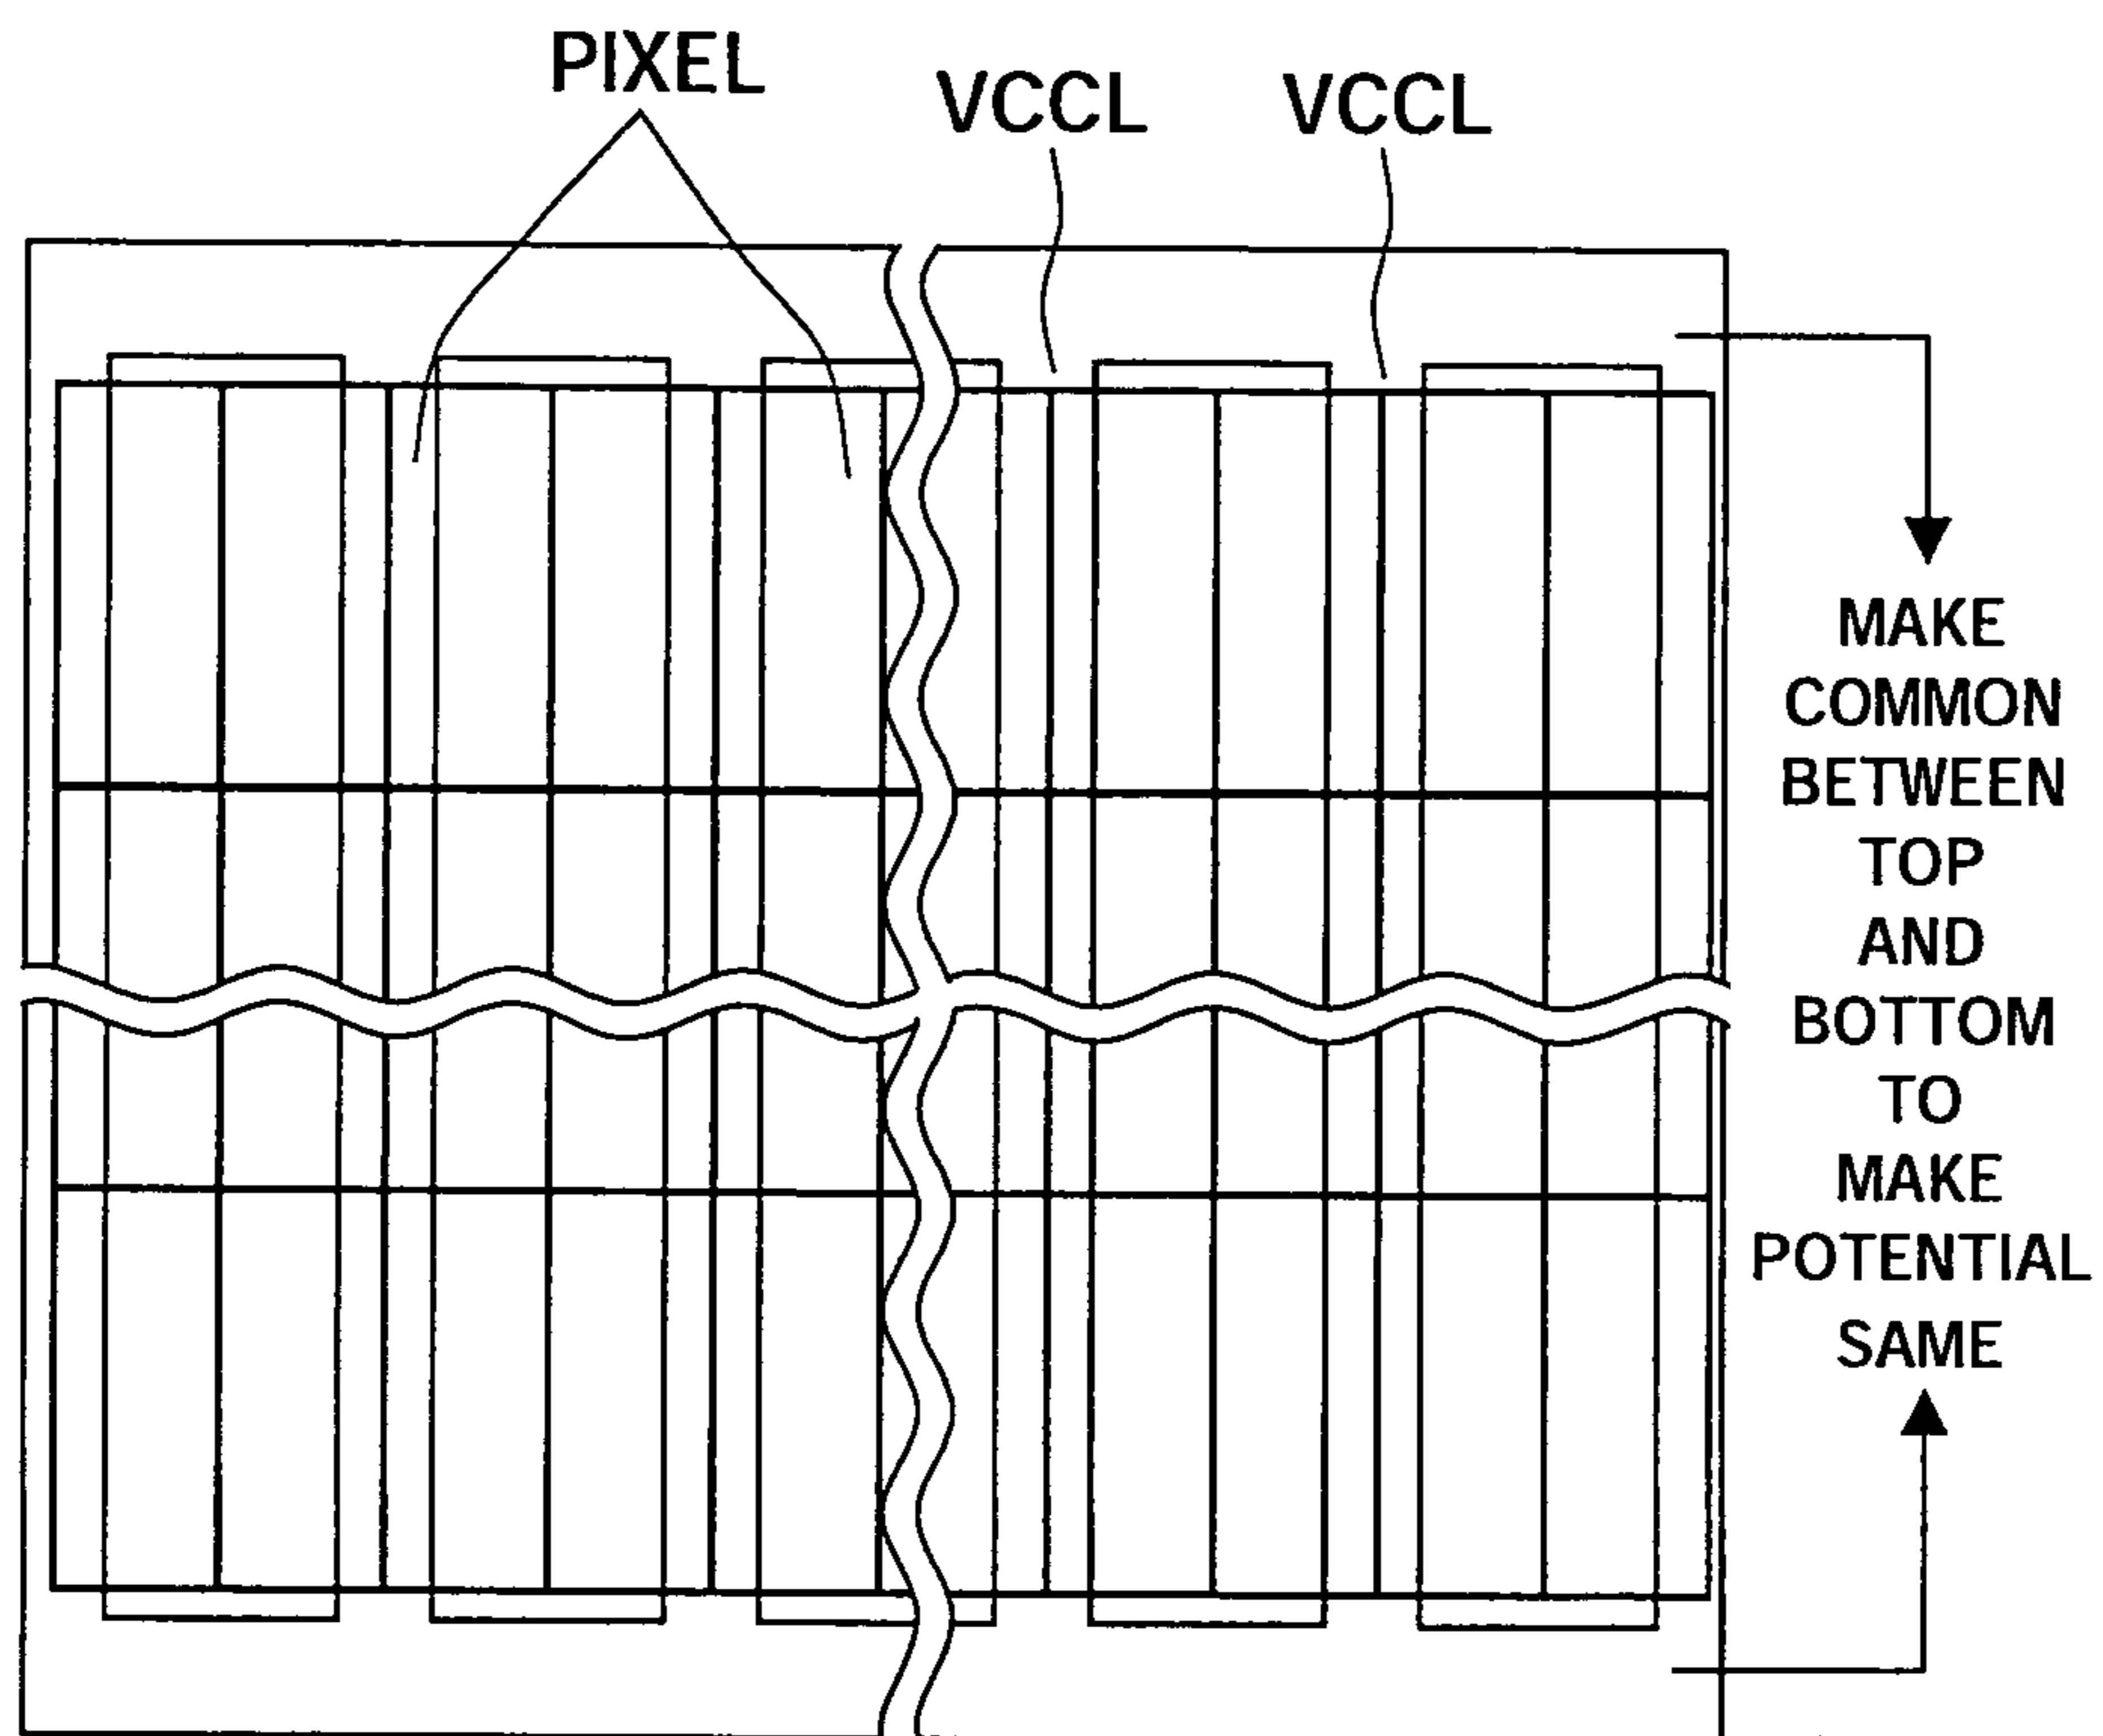 PIXEL
VCCL
VCCL
MAKE
COMMON
BETWEEN
TOP
AND
BOTTOM
TO
MAKE
POTENTIAL
SAME